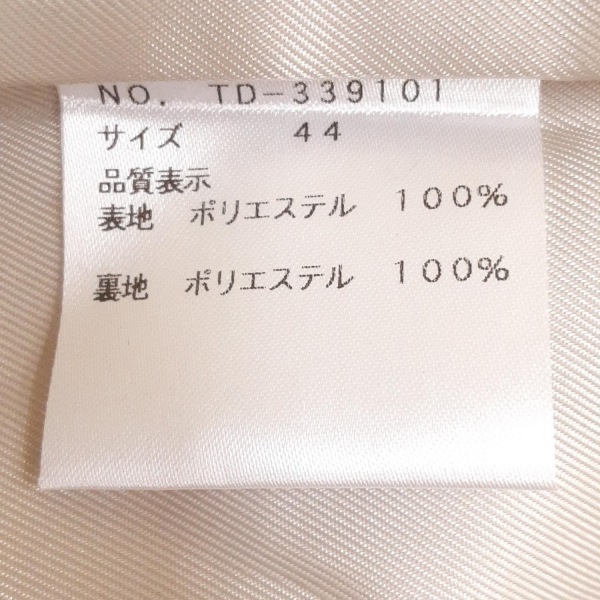 NO. TD-339101
サイズ 44
品質表示
表地 ポリエステル 100%
裏地 ポリエステル 100%